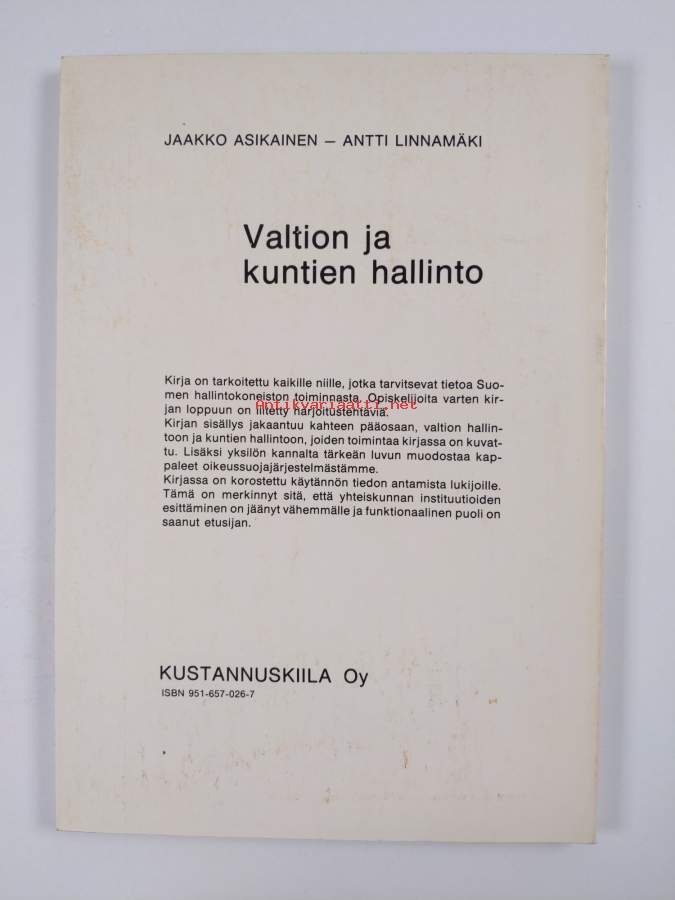 JAAKKO ASIKAINEN – ANTTI LINNAMÄKI
Valtion ja
kuntien hallinto
Kirja on tarkoitettu kaikille niille, jotka tarvitsevat tietoa Suo-
men hallintokoneiston toiminnasta. Opiskelijoita varten kir-
Antikvariaatti.net
jan loppuun on liitetty harjoitustehtäviä.
Kirjan sisällys jakaantuu kahteen pääosaan, valtion hallin-
toon ja kuntien hallintoon, joiden toimintaa kirjassa on kuvat-
tu. Lisäksi yksilön kannalta tärkeän luvun muodostaa kap-
paleet oikeussuojajärjestelmästämme.
Kirjassa on korostettu käytännön tiedon antamista lukijoille.
Tämä on merkinnyt sitä, että yhteiskunnan instituutioiden
esittäminen on jäänyt vähemmälle ja funktionaalinen puoli on
saanut etusijan.
KUSTANNUSKIILA Oy
ISBN 951-657-026-7